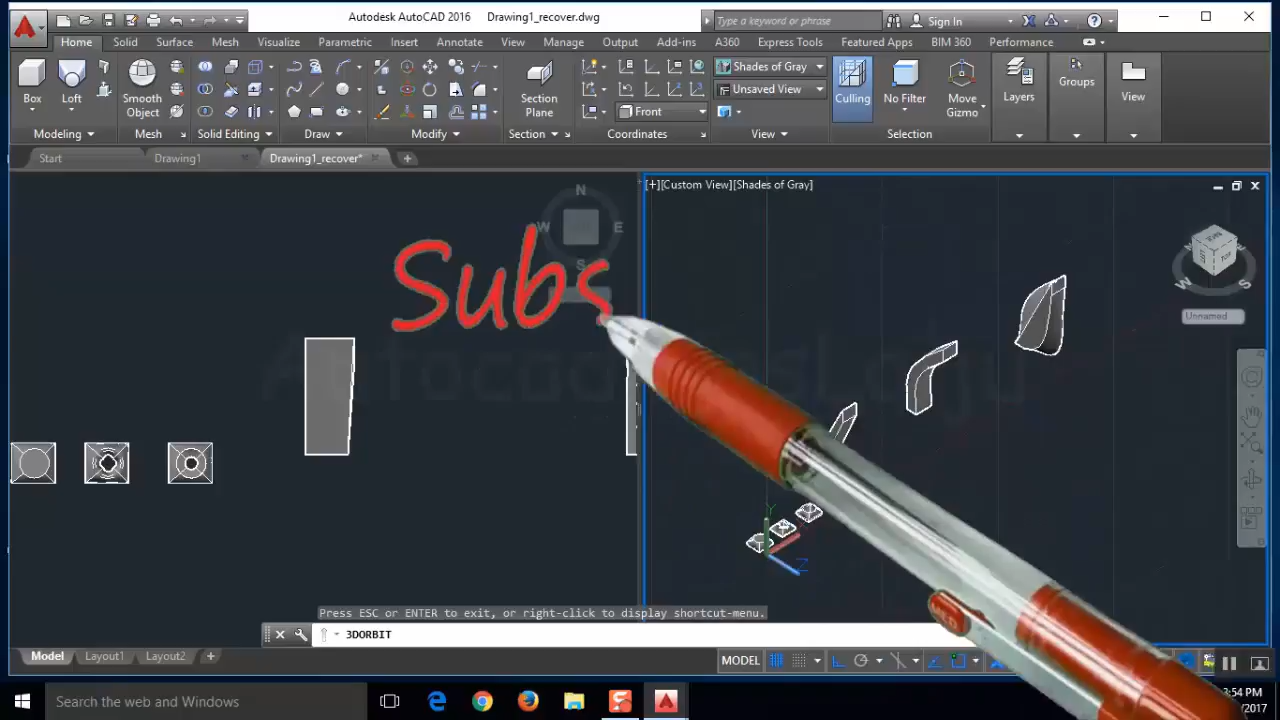 Autodesk AutoCAD 2016 Drawing1_recover.dwg
Type a keyword or phrase
Sign In
Home Solid Surface Mesh Visualize Parametric Insert Annotate View Manage Output Add-ins A360 Express Tools Featured Apps BIM 360 Performance
Shades of Gray
Unsaved View
Front
Box Loft Smooth Object Section Plane Culling No Filter Move Gizmo Layers Groups View
Modeling Mesh Solid Editing Draw Modify Section Coordinates View Selection
Start Drawing1 Drawing1_recover*
[+][Custom View][Shades of Gray]
N
W E
S
Subs
W S
Unnamed
Y
Z
Press ESC or ENTER to exit, or right-click to display shortcut-menu.
3DORBIT
Model Layout1 Layout2
MODEL
Search the web and Windows
3:54 PM
/2017